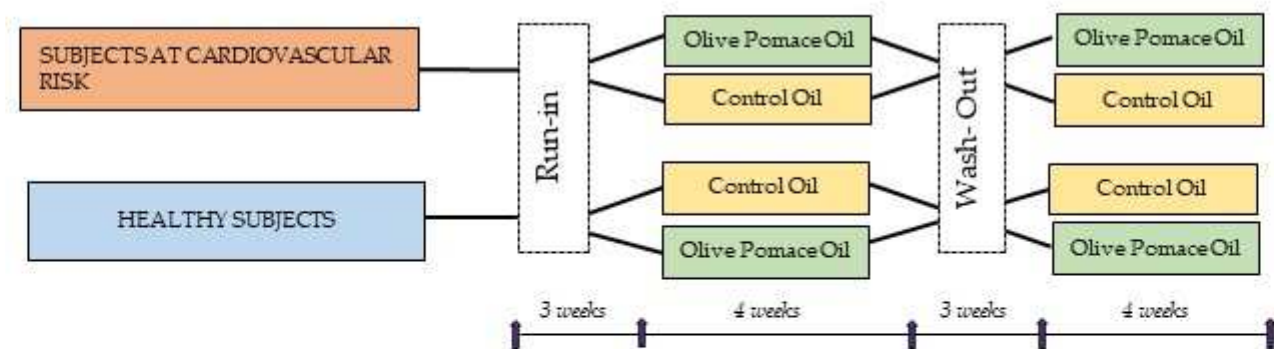 SUBJECTS AT CARDIOVASCULAR
RISK
HEALTHY SUBJECTS
Run-in
Olive Pomace Oil
Control Oil
Control Oil
Olive Pomace Oil
Wash- Out
Olive Pomace Oil
Control Oil
Control Oil
Olive Pomace Oil
3 weeks
4 weeks
3 weeks
4 weeks